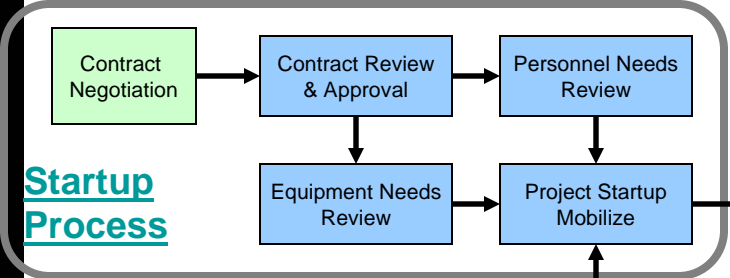 Contract
Negotiation
Contract Review
& Approval
Personnel Needs
Review
Startup
Process
Equipment Needs
Review
Project Startup
Mobilize